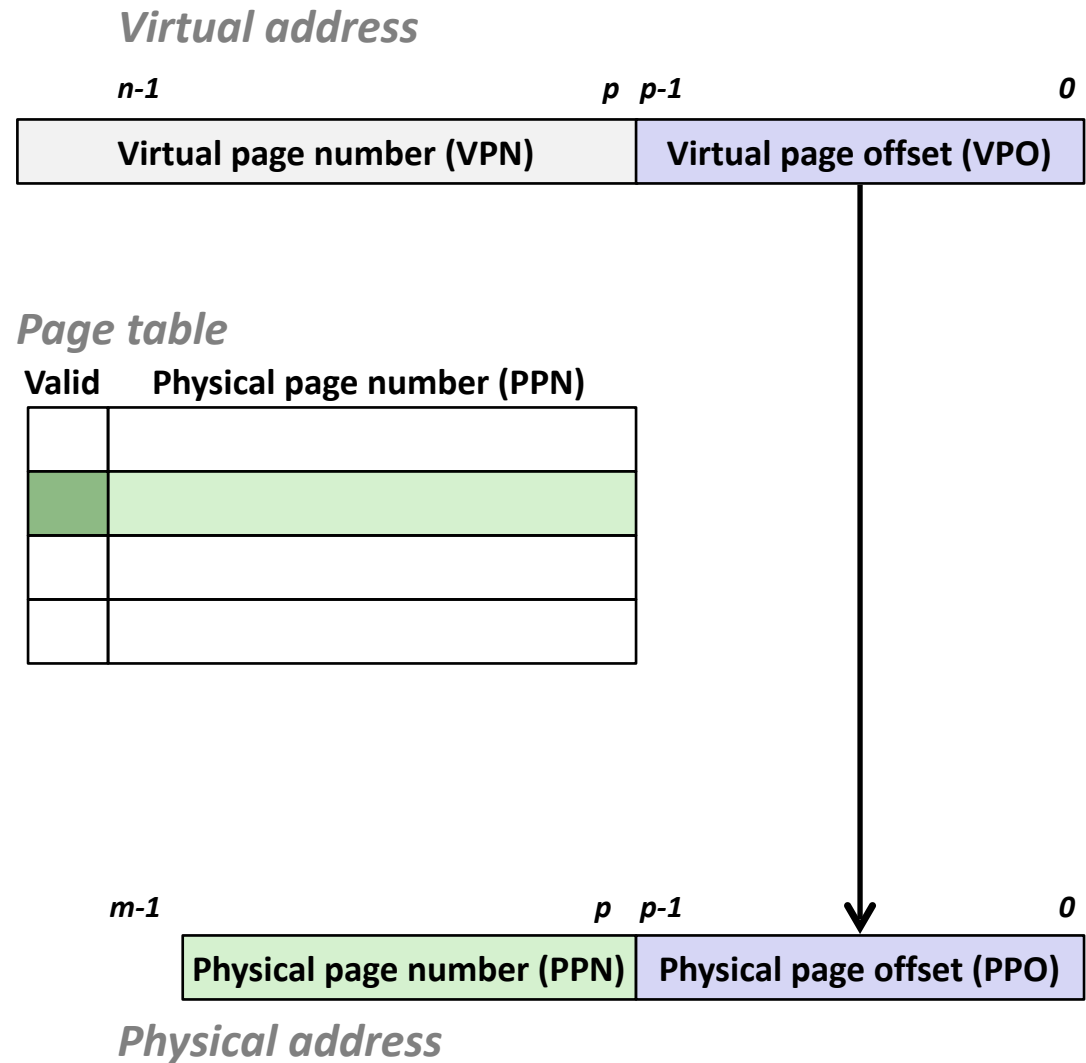 Virtual address
n-1 p p-1 0
Virtual page number (VPN) Virtual page offset (VPO)
Page table
Valid Physical page number (PPN)
m-1 p p-1 0
Physical page number (PPN) Physical page offset (PPO)
Physical address